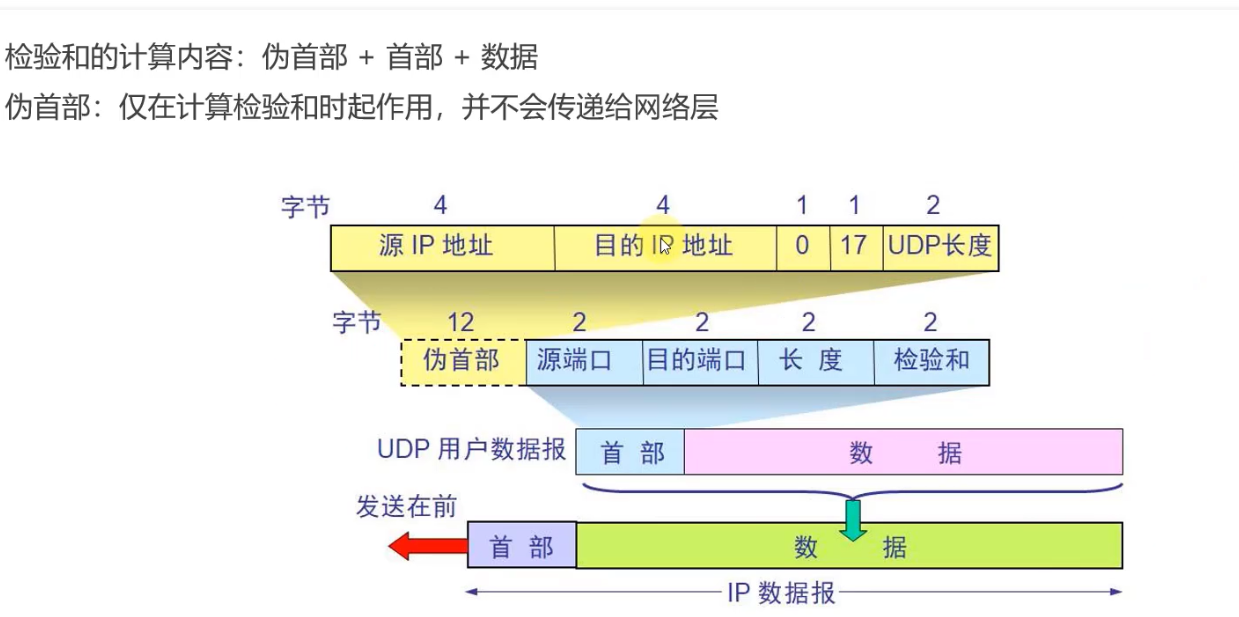 检验和的计算内容：伪首部 + 首部 + 数据
伪首部：仅在计算检验和时起作用，并不会传递给网络层
字节 4 4 1 1 2
源 IP 地址 目的 IP 地址 0 17 UDP长度
字节 12 2 2 2 2
伪首部 源端口 目的端口 长 度 检验和
UDP 用户数据报 首 部 数 据
发送在前
首 部 数 据
IP 数据报